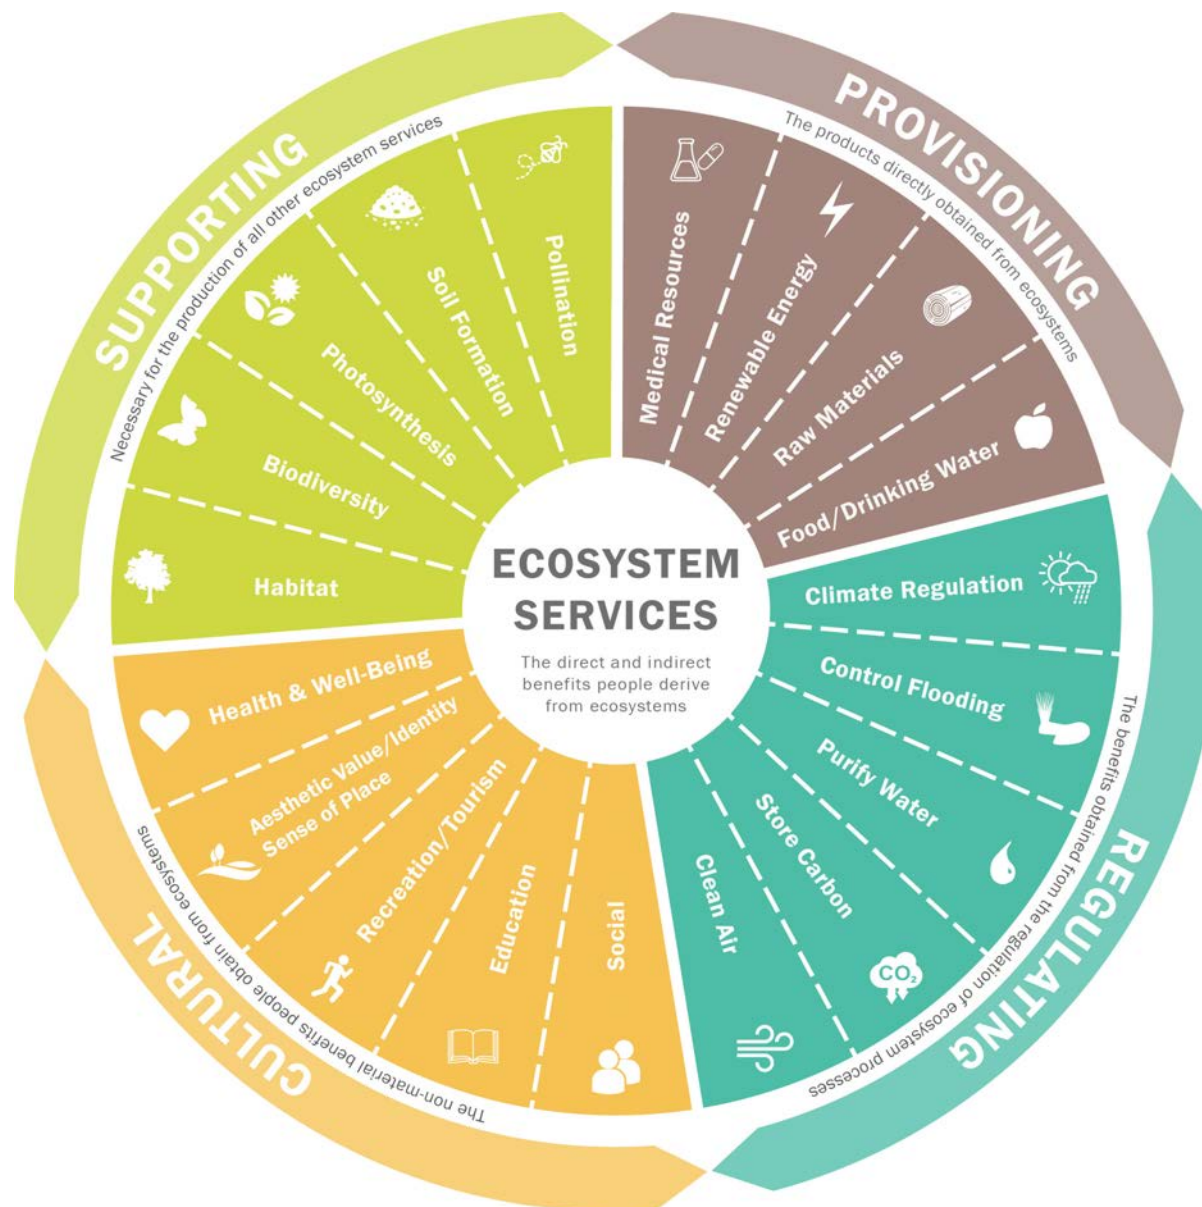 ECOSYSTEM
SERVICES
The direct and indirect
benefits people derive
from ecosystems
PROVISIONING
The products directly obtained from ecosystems
Medical Resources
Renewable Energy
Raw Materials
Food/Drinking Water
REGULATING
The benefits obtained from the regulation of ecosystem processes
Climate Regulation
Control Flooding
Purify Water
Store Carbon
CO₂
Clean Air
CULTURAL
The non-material benefits people obtain from ecosystems
Social
Education
Recreation/Tourism
Aesthetic Value/Identity
Sense of Place
Health & Well-Being
SUPPORTING
Necessary for the production of all other ecosystem services
Habitat
Biodiversity
Photosynthesis
Soil Formation
Pollination